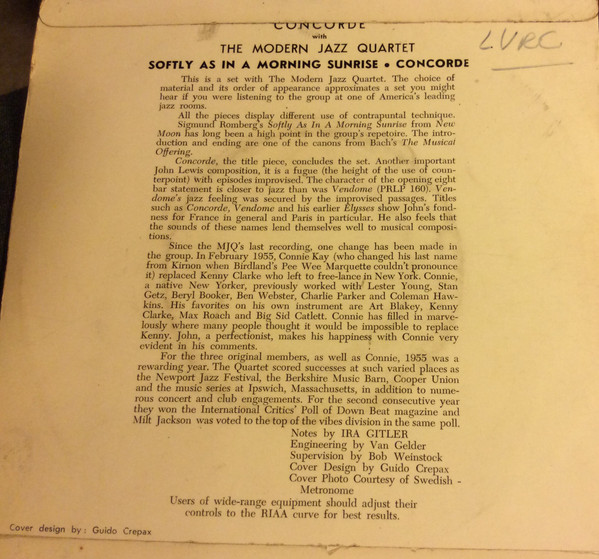 CONCORDE
with
THE MODERN JAZZ QUARTET
SOFTLY AS IN A MORNING SUNRISE • CONCORDE
LVRC
This is a set with The Modern Jazz Quartet. The choice of
material and its order of appearance approximates a set you might
hear if you were listening to the group at one of America's leading
jazz rooms.
All the pieces display different use of contrapuntal technique.
Sigmund Romberg's Softly As In A Morning Sunrise from New
Moon has long been a high point in the group's repetoire. The intro-
duction and ending are one of the canons from Bach's The Musical
Offering.
Concorde, the title piece, concludes the set. Another important
John Lewis composition, it is a fugue (the height of the use of coun-
terpoint) with episodes improvised. The character of the opening eight
bar statement is closer to jazz than was Vendome (PRLP 160). Ven-
dome's jazz feeling was secured by the improvised passages. Titles
such as Concorde, Vendome and his earlier Elysses show John's fond-
ness for France in general and Paris in particular. He also feels that
the sounds of these names lend themselves well to musical composi-
tions.
Since the MJQ's last recording, one change has been made in
the group. In February 1955, Connie Kay (who changed his last name
from Kirnon when Birdland's Pee Wee Marquette couldn't pronounce
it) replaced Kenny Clarke who left to free-lance in New York. Connie,
a native New Yorker, previously worked with Lester Young, Stan
Getz, Beryl Booker, Ben Webster, Charlie Parker and Coleman Haw-
kins. His favorites on his own instrument are Art Blakey, Kenny
Clarke, Max Roach and Big Sid Catlett. Connie has filled in marve-
lously where many people thought it would be impossible to replace
Kenny. John, a perfectionist, makes his happiness with Connie very
evident in his comments.
For the three original members, as well as Connie, 1955 was a
rewarding year. The Quartet scored successes at such varied places as
the Newport Jazz Festival, the Berkshire Music Barn, Cooper Union
and the music series at Ipswich, Massachusetts, in addition to nume-
rous concert and club engagements. For the second consecutive year
they won the International Critics' Poll of Down Beat magazine and
Milt Jackson was voted to the top of the vibes division in the same poll.
Notes by IRA GITLER
Engineering by Van Gelder
Supervision by Bob Weinstock
Cover Design by Guido Crepax
Cover Photo Courtesy of Swedish -
Metronome
Users of wide-range equipment should adjust their
controls to the RIAA curve for best results.
Cover design by: Guido Crepax